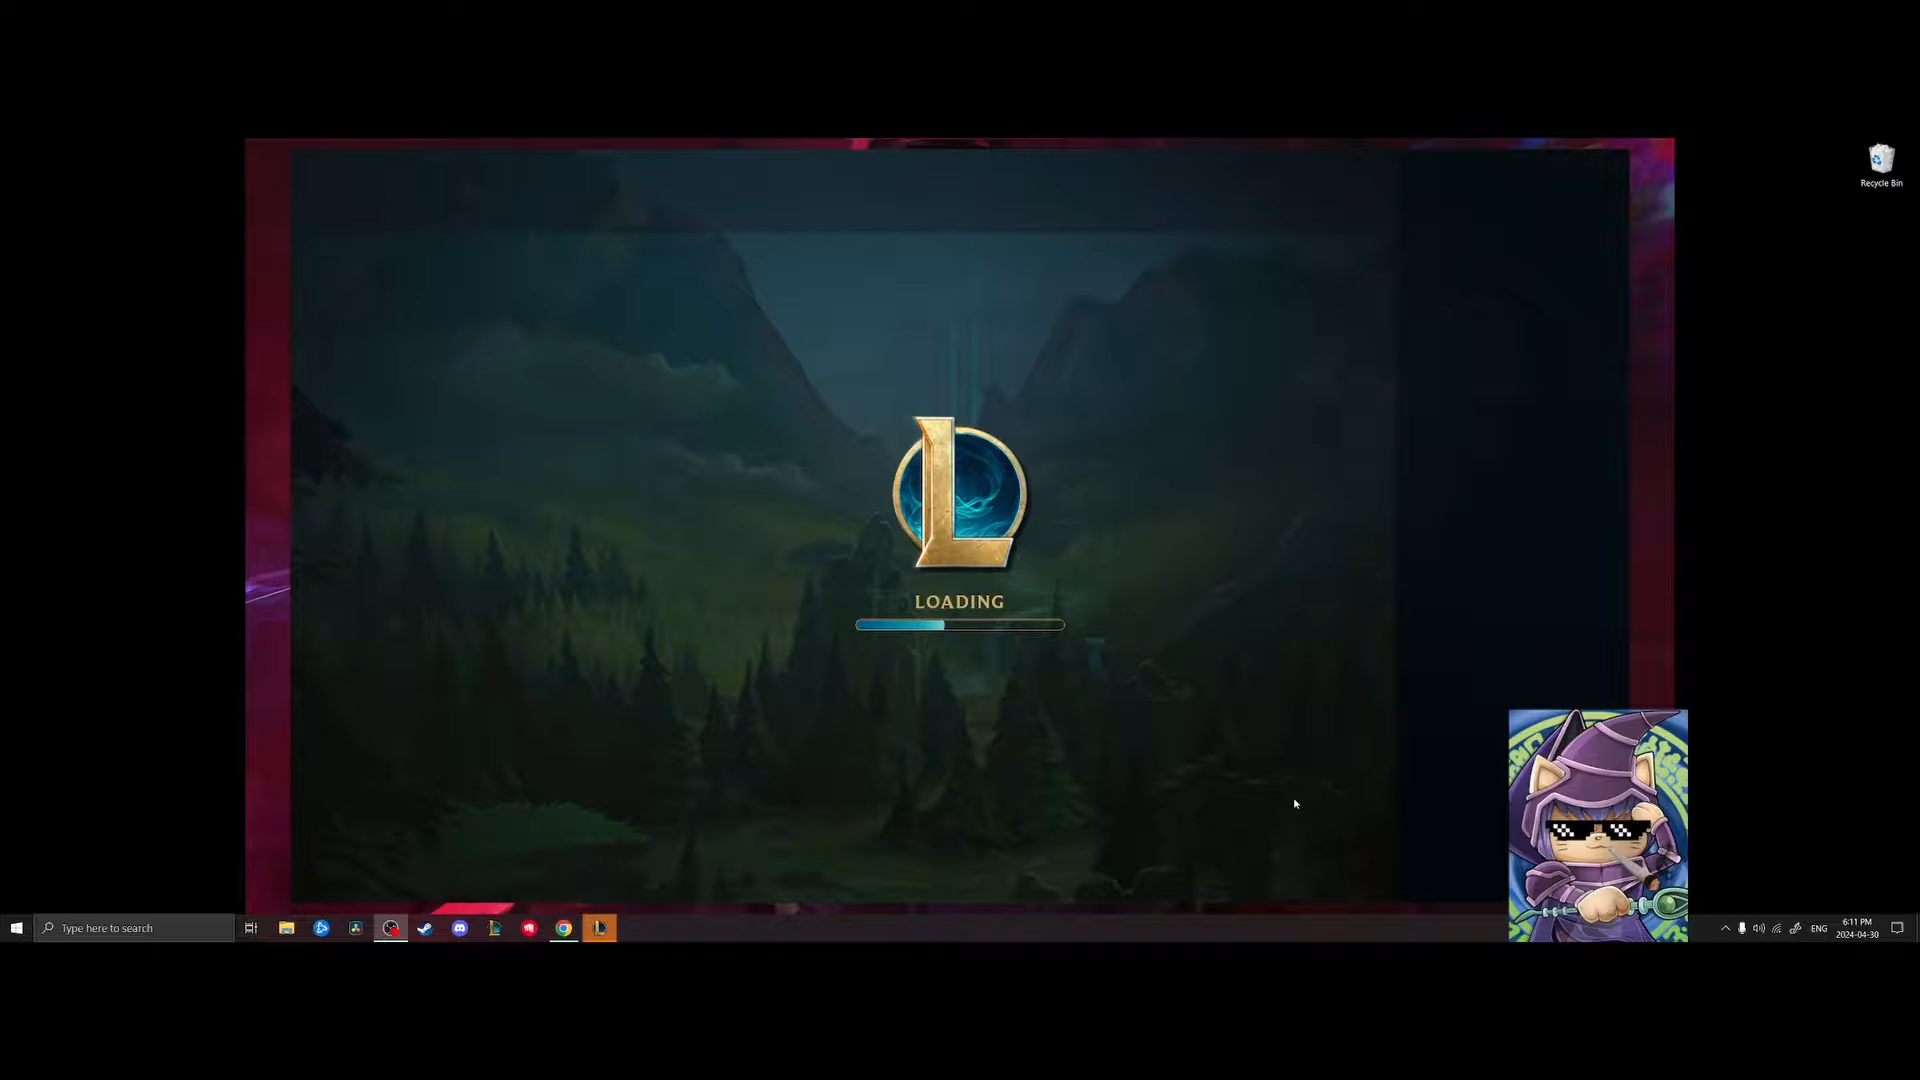 Recycle Bin
LOADING
Type here to search
ENG
6:11 PM
2024-04-30